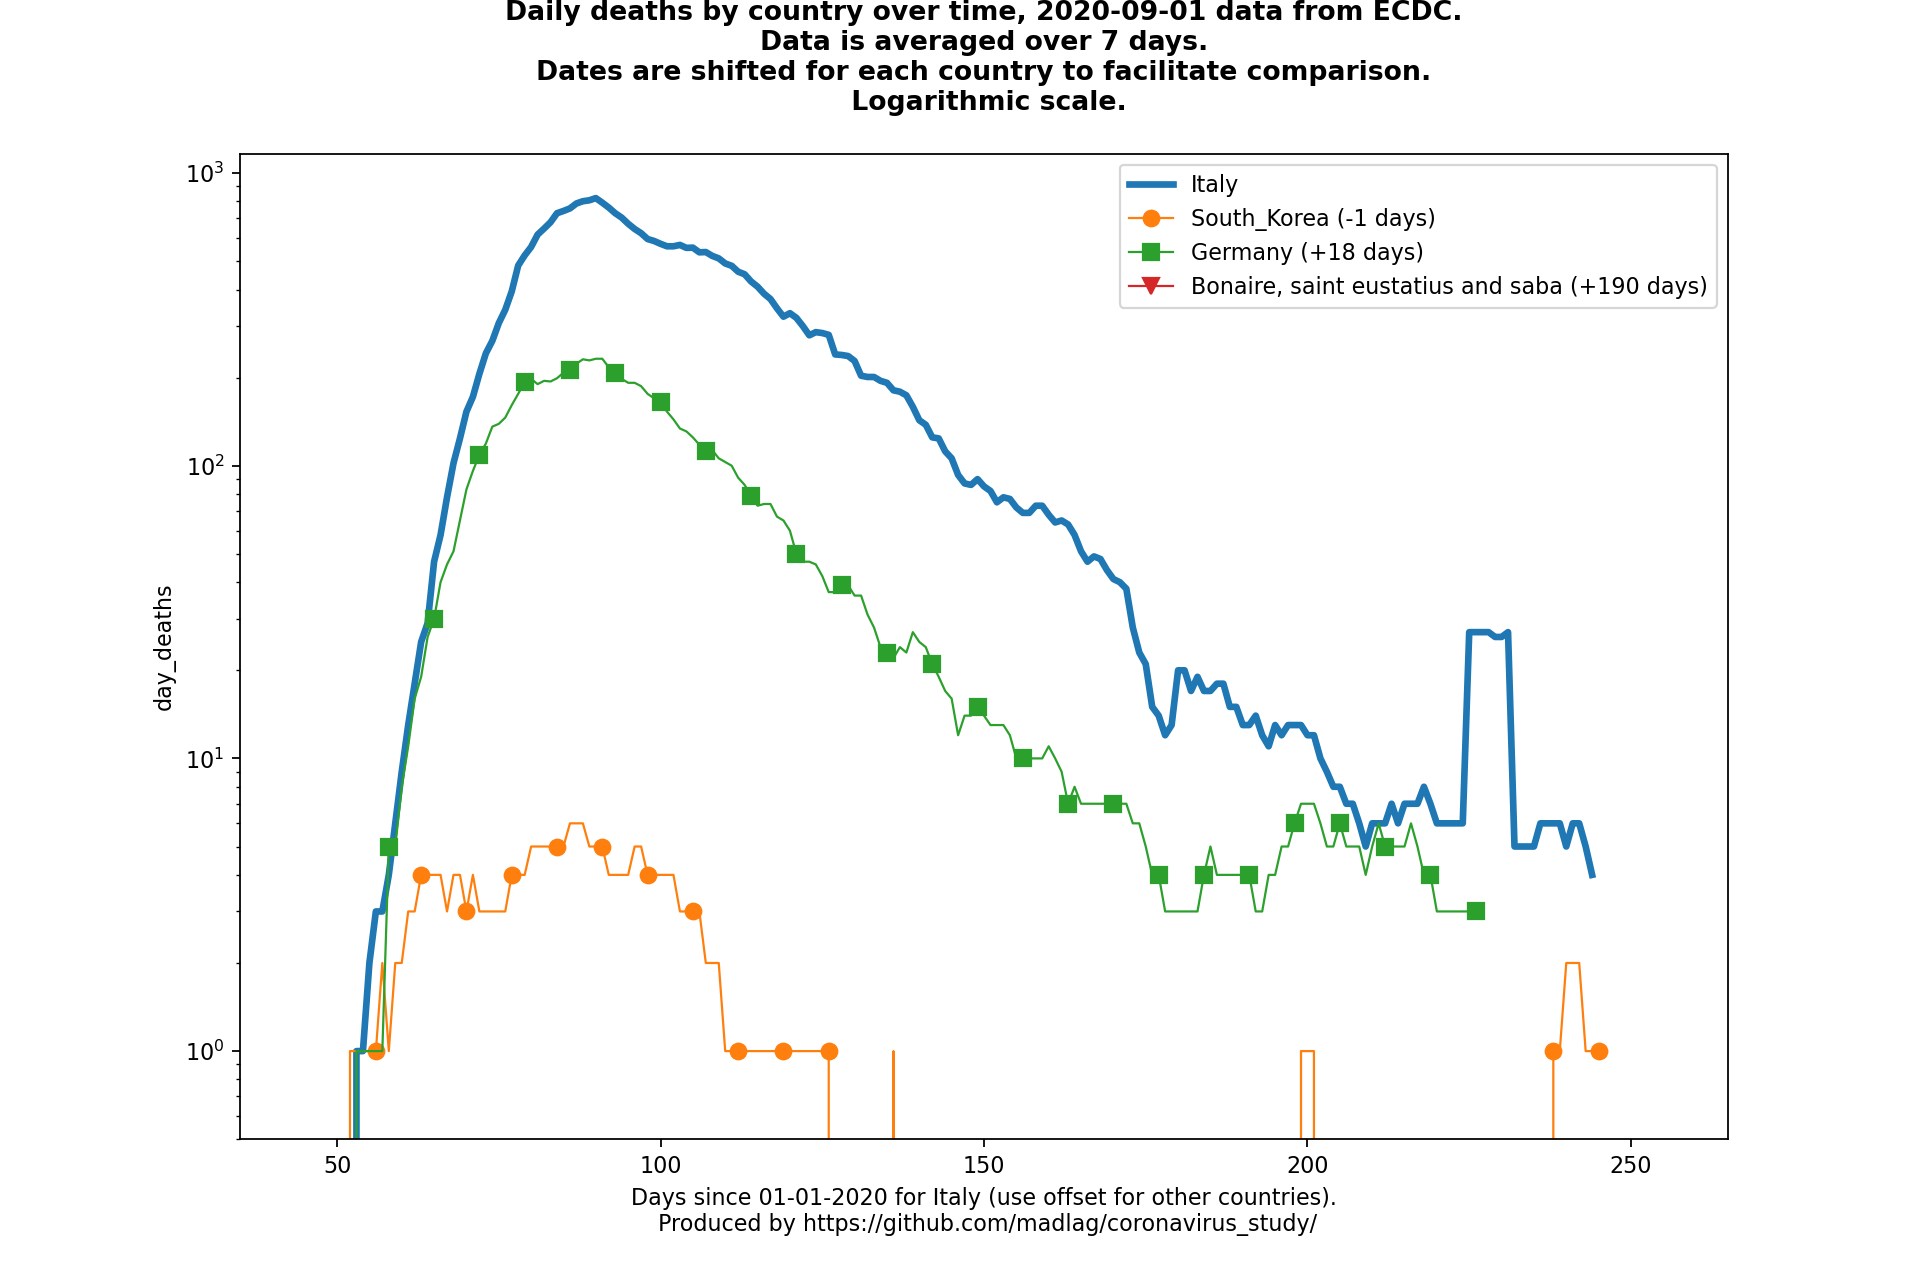 Daily deaths by country over time, 2020-09-01 data from ECDC.
Data is averaged over 7 days.
Dates are shifted for each country to facilitate comparison.
Logarithmic scale.
10³
10²
10¹
10⁰
day_deaths
Italy
South_Korea (-1 days)
Germany (+18 days)
Bonaire, saint eustatius and saba (+190 days)
50 100 150 200 250
Days since 01-01-2020 for Italy (use offset for other countries).
Produced by https://github.com/madlag/coronavirus_study/